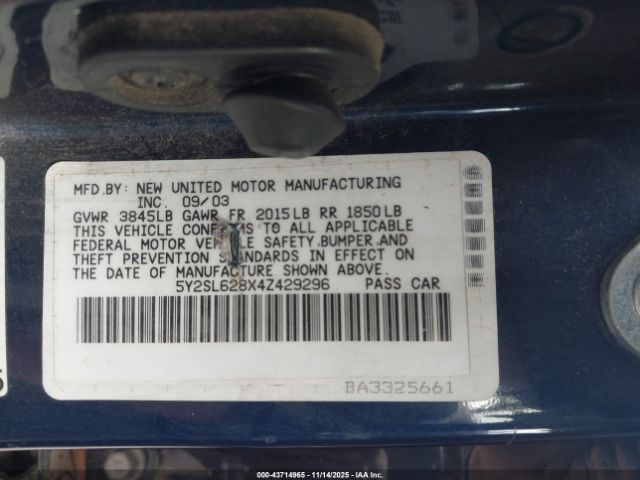 MFD.BY: NEW UNITED MOTOR MANUFACTURING
INC. 09/03
GVWR 3845LB GAWR FR 2015LB RR 1850LB
THIS VEHICLE CONFORMS TO ALL APPLICABLE
FEDERAL MOTOR VEHICLE SAFETY,BUMPER,AND
THEFT PREVENTION STANDARDS IN EFFECT ON
THE DATE OF MANUFACTURE SHOWN ABOVE.
5Y2SL628X4Z429296 PASS CAR
BA3325661
000-43714965 11/14/2025 IAA Inc.